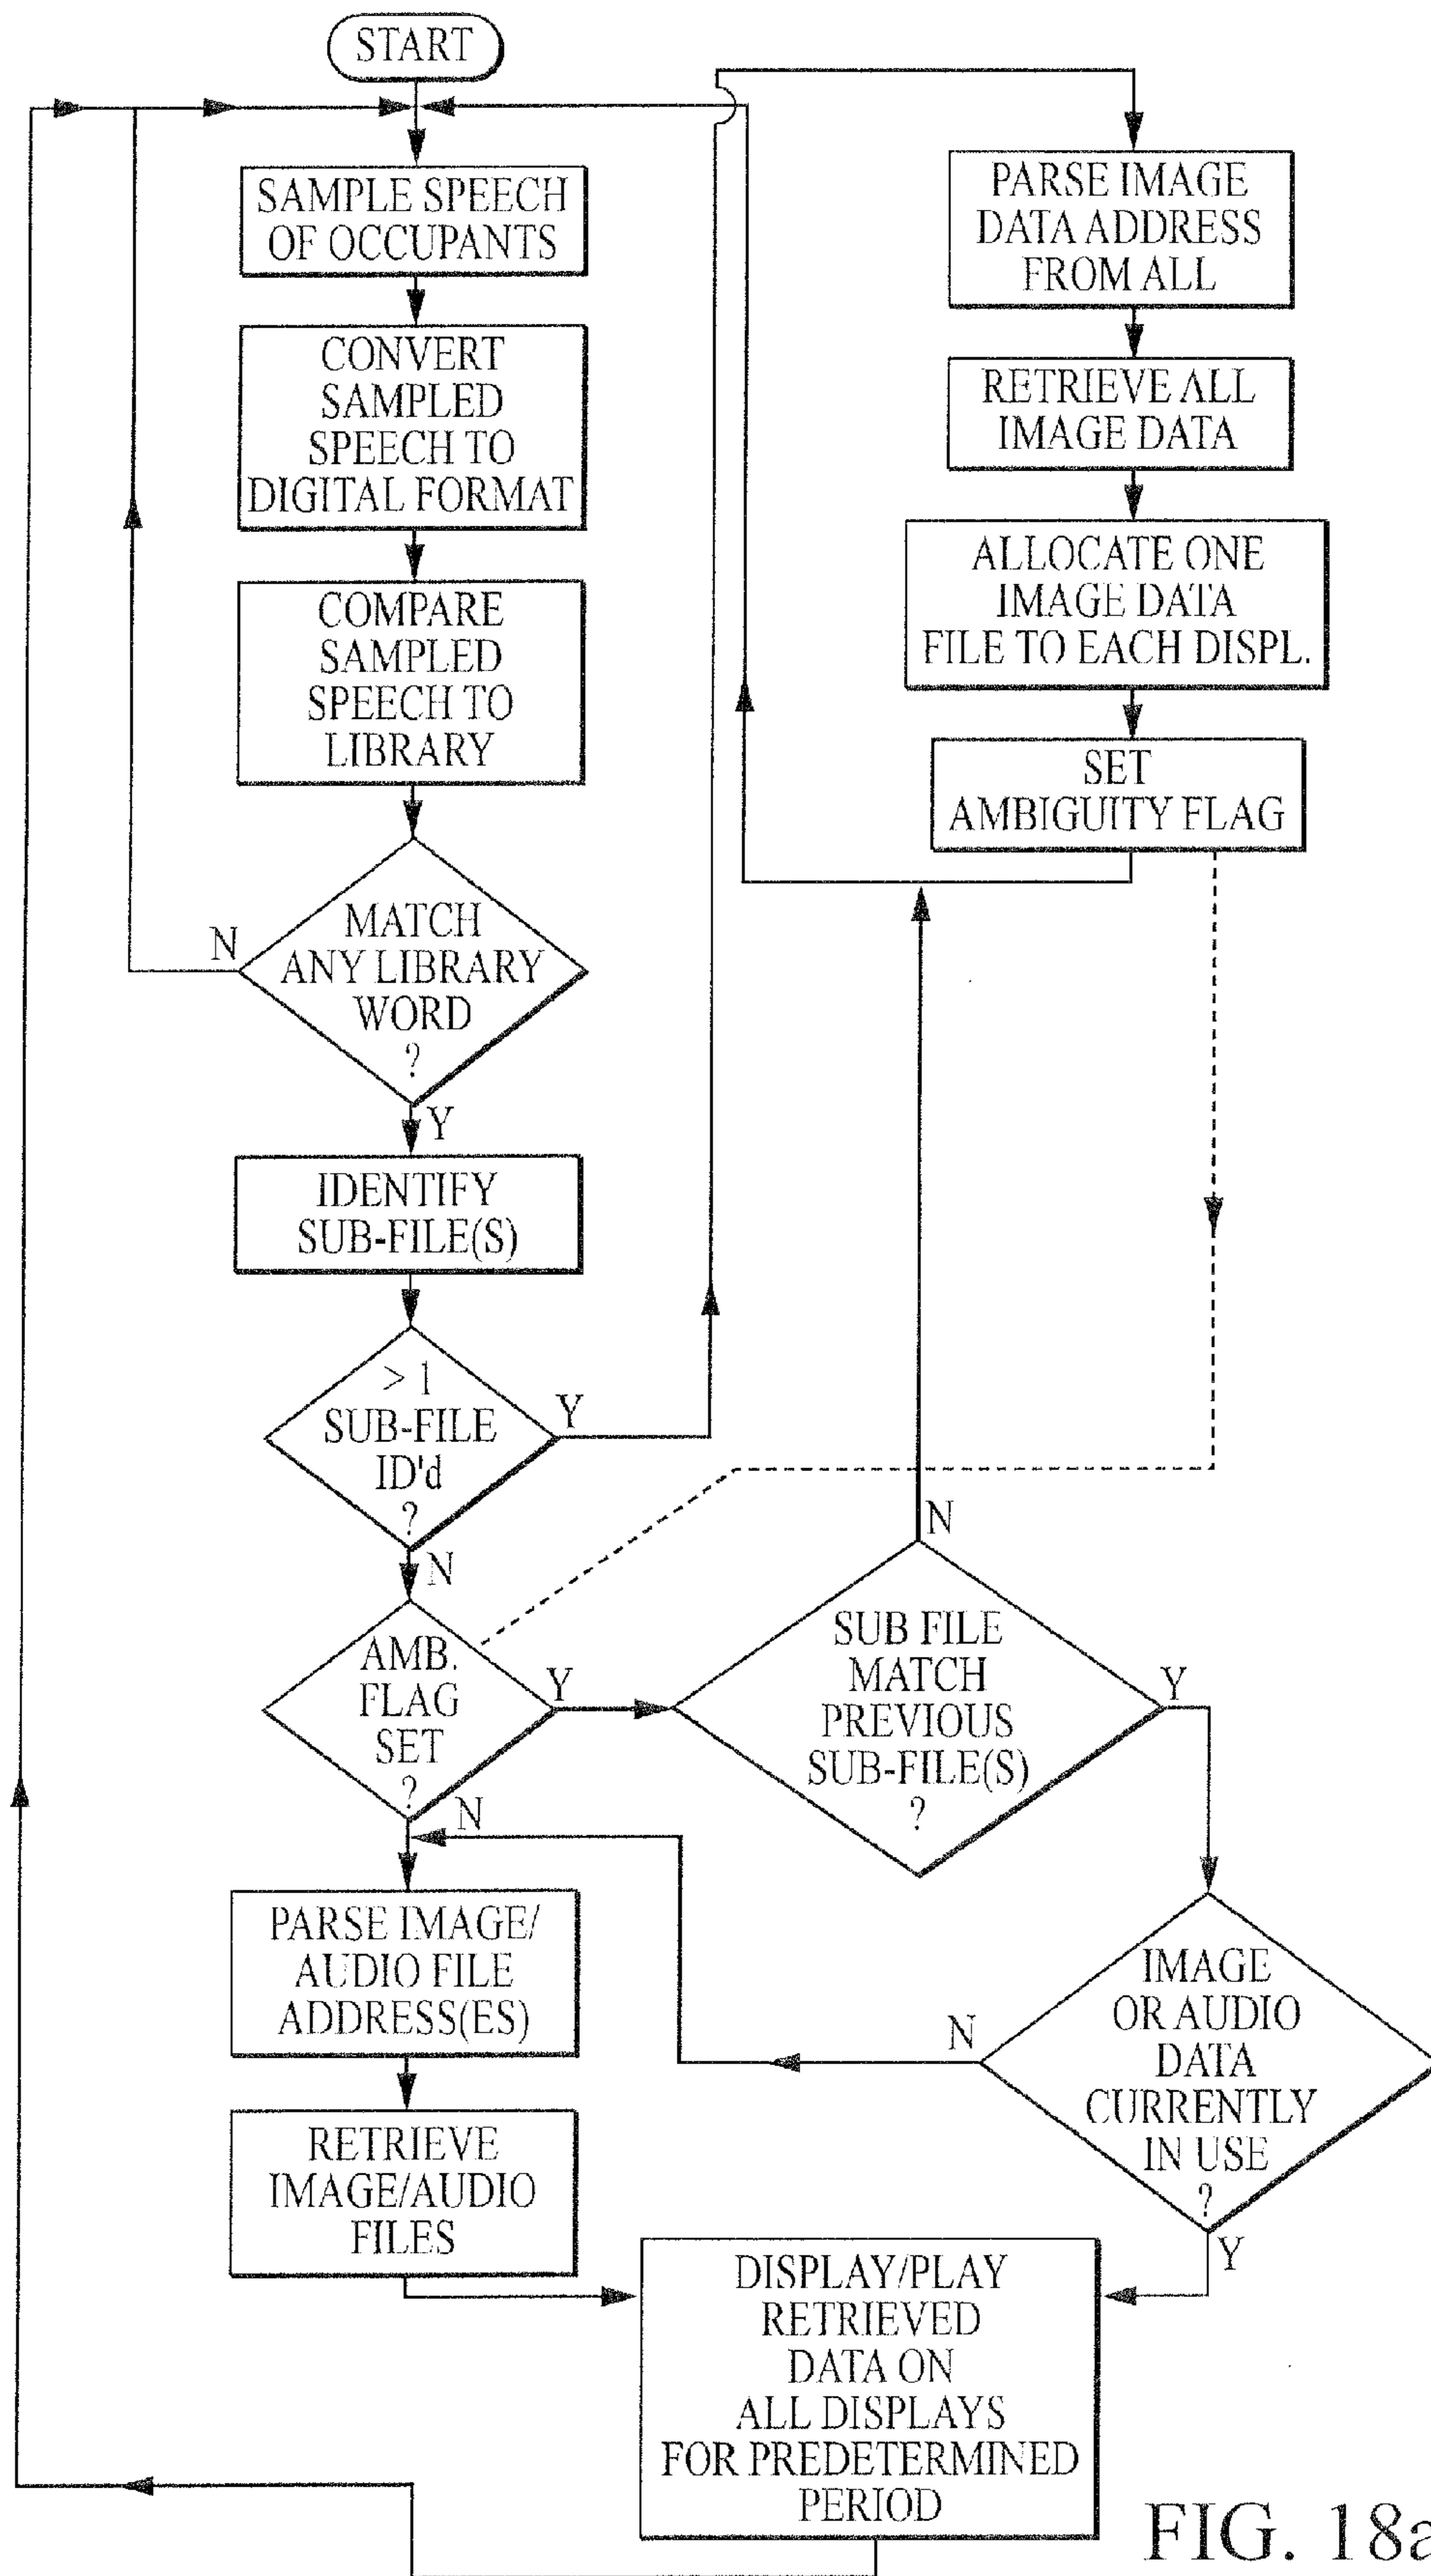 START
SAMPLE SPEECH
OF OCCUPANTS
CONVERT
SAMPLED
SPEECH TO
DIGITAL FORMAT
COMPARE
SAMPLED
SPEECH TO
LIBRARY
N
MATCH
ANY LIBRARY
WORD
?
Y
IDENTIFY
SUB-FILE(S)
> 1
SUB-FILE
ID'd
?
Y
N
AMB.
FLAG
SET
?
Y
N
PARSE IMAGE/
AUDIO FILE
ADDRESS(ES)
RETRIEVE
IMAGE/AUDIO
FILES
PARSE IMAGE
DATA ADDRESS
FROM ALL
RETRIEVE ALL
IMAGE DATA
ALLOCATE ONE
IMAGE DATA
FILE TO EACH DISPL.
SET
AMBIGUITY FLAG
N
SUB FILE
MATCH
PREVIOUS
SUB-FILE(S)
?
Y
N
IMAGE
OR AUDIO
DATA
CURRENTLY
IN USE
?
Y
DISPLAY/PLAY
RETRIEVED
DATA ON
ALL DISPLAYS
FOR PREDETERMINED
PERIOD
FIG. 18a